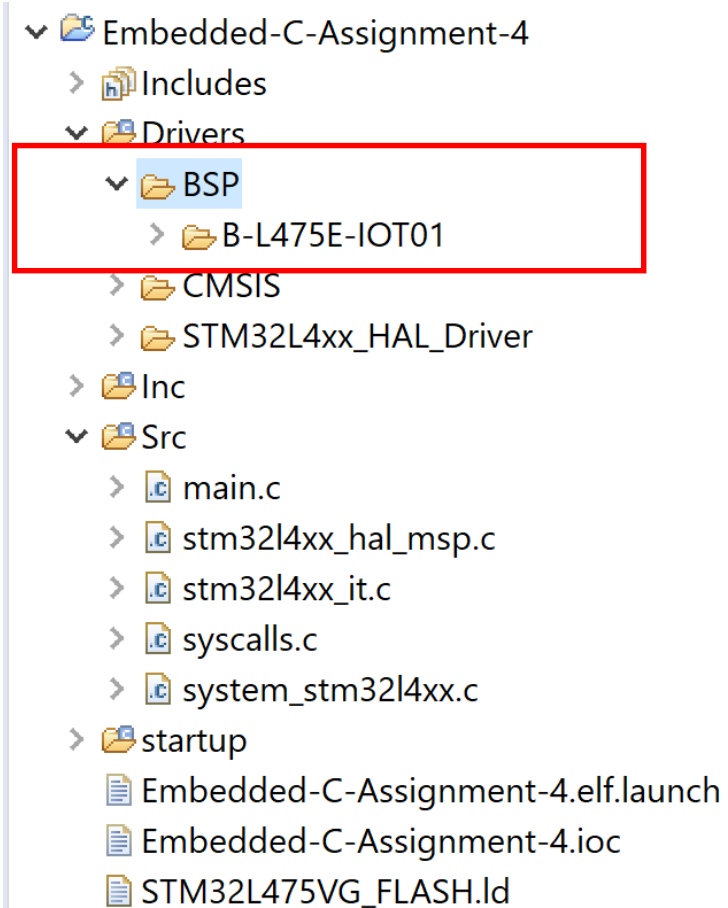 Embedded-C-Assignment-4
Includes
Drivers
BSP
B-L475E-IOT01
CMSIS
STM32L4xx_HAL_Driver
Inc
Src
main.c
stm32l4xx_hal_msp.c
stm32l4xx_it.c
syscalls.c
system_stm32l4xx.c
startup
Embedded-C-Assignment-4.elf.launch
Embedded-C-Assignment-4.ioc
STM32L475VG_FLASH.ld